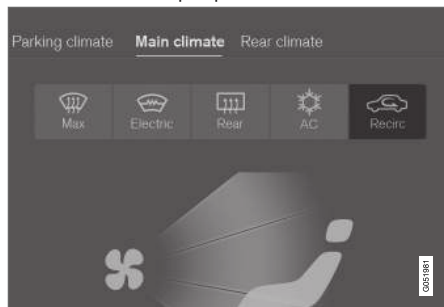 Parking climate Main climate Rear climate
Max Electric Rear AC Recirc
G051981